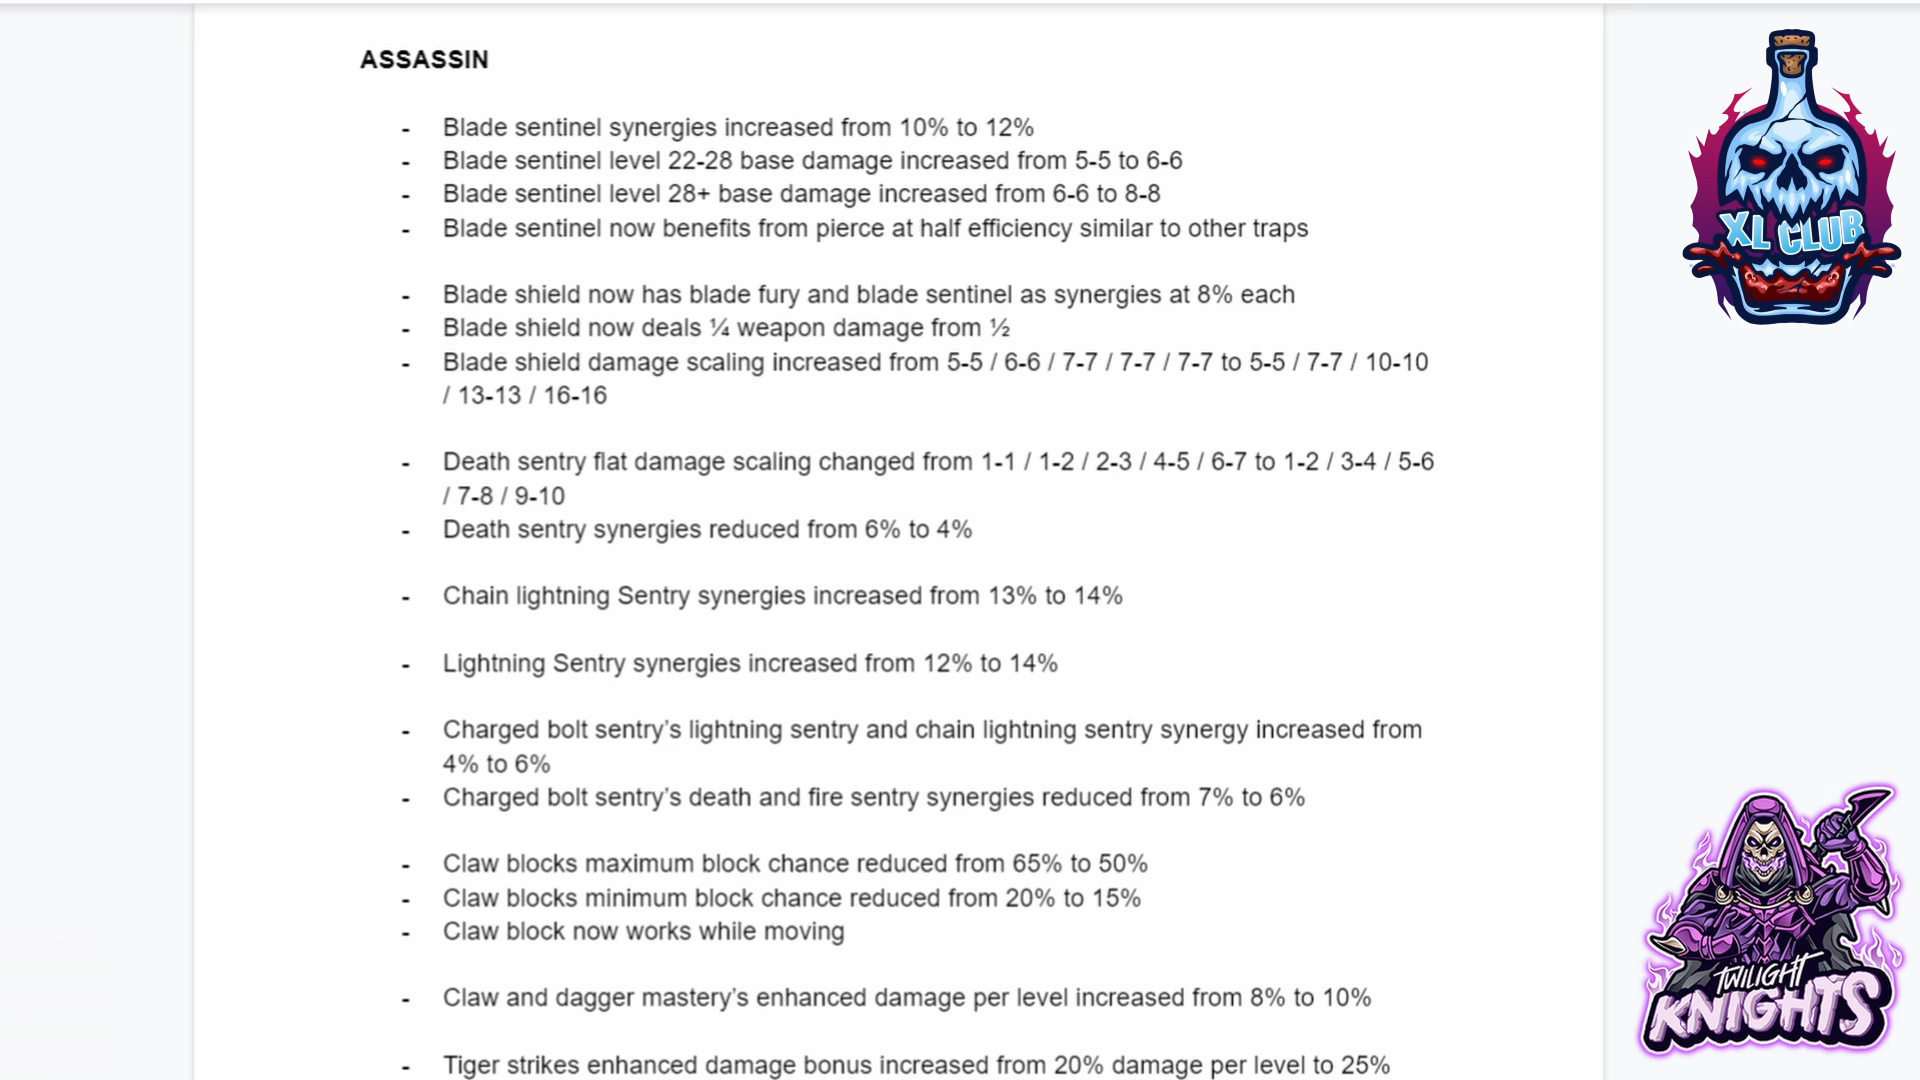 ASSASSIN
- Blade sentinel synergies increased from 10% to 12%
- Blade sentinel level 22-28 base damage increased from 5-5 to 6-6
- Blade sentinel level 28+ base damage increased from 6-6 to 8-8
- Blade sentinel now benefits from pierce at half efficiency similar to other traps
- Blade shield now has blade fury and blade sentinel as synergies at 8% each
- Blade shield now deals ¼ weapon damage from ½
- Blade shield damage scaling increased from 5-5 / 6-6 / 7-7 / 7-7 / 7-7 to 5-5 / 7-7 / 10-10
/ 13-13 / 16-16
- Death sentry flat damage scaling changed from 1-1 / 1-2 / 2-3 / 4-5 / 6-7 to 1-2 / 3-4 / 5-6
/ 7-8 / 9-10
- Death sentry synergies reduced from 6% to 4%
- Chain lightning Sentry synergies increased from 13% to 14%
- Lightning Sentry synergies increased from 12% to 14%
- Charged bolt sentry’s lightning sentry and chain lightning sentry synergy increased from
4% to 6%
- Charged bolt sentry’s death and fire sentry synergies reduced from 7% to 6%
- Claw blocks maximum block chance reduced from 65% to 50%
- Claw blocks minimum block chance reduced from 20% to 15%
- Claw block now works while moving
- Claw and dagger mastery’s enhanced damage per level increased from 8% to 10%
- Tiger strikes enhanced damage bonus increased from 20% damage per level to 25%
XL CLUB
TWILIGHT
KNIGHTS